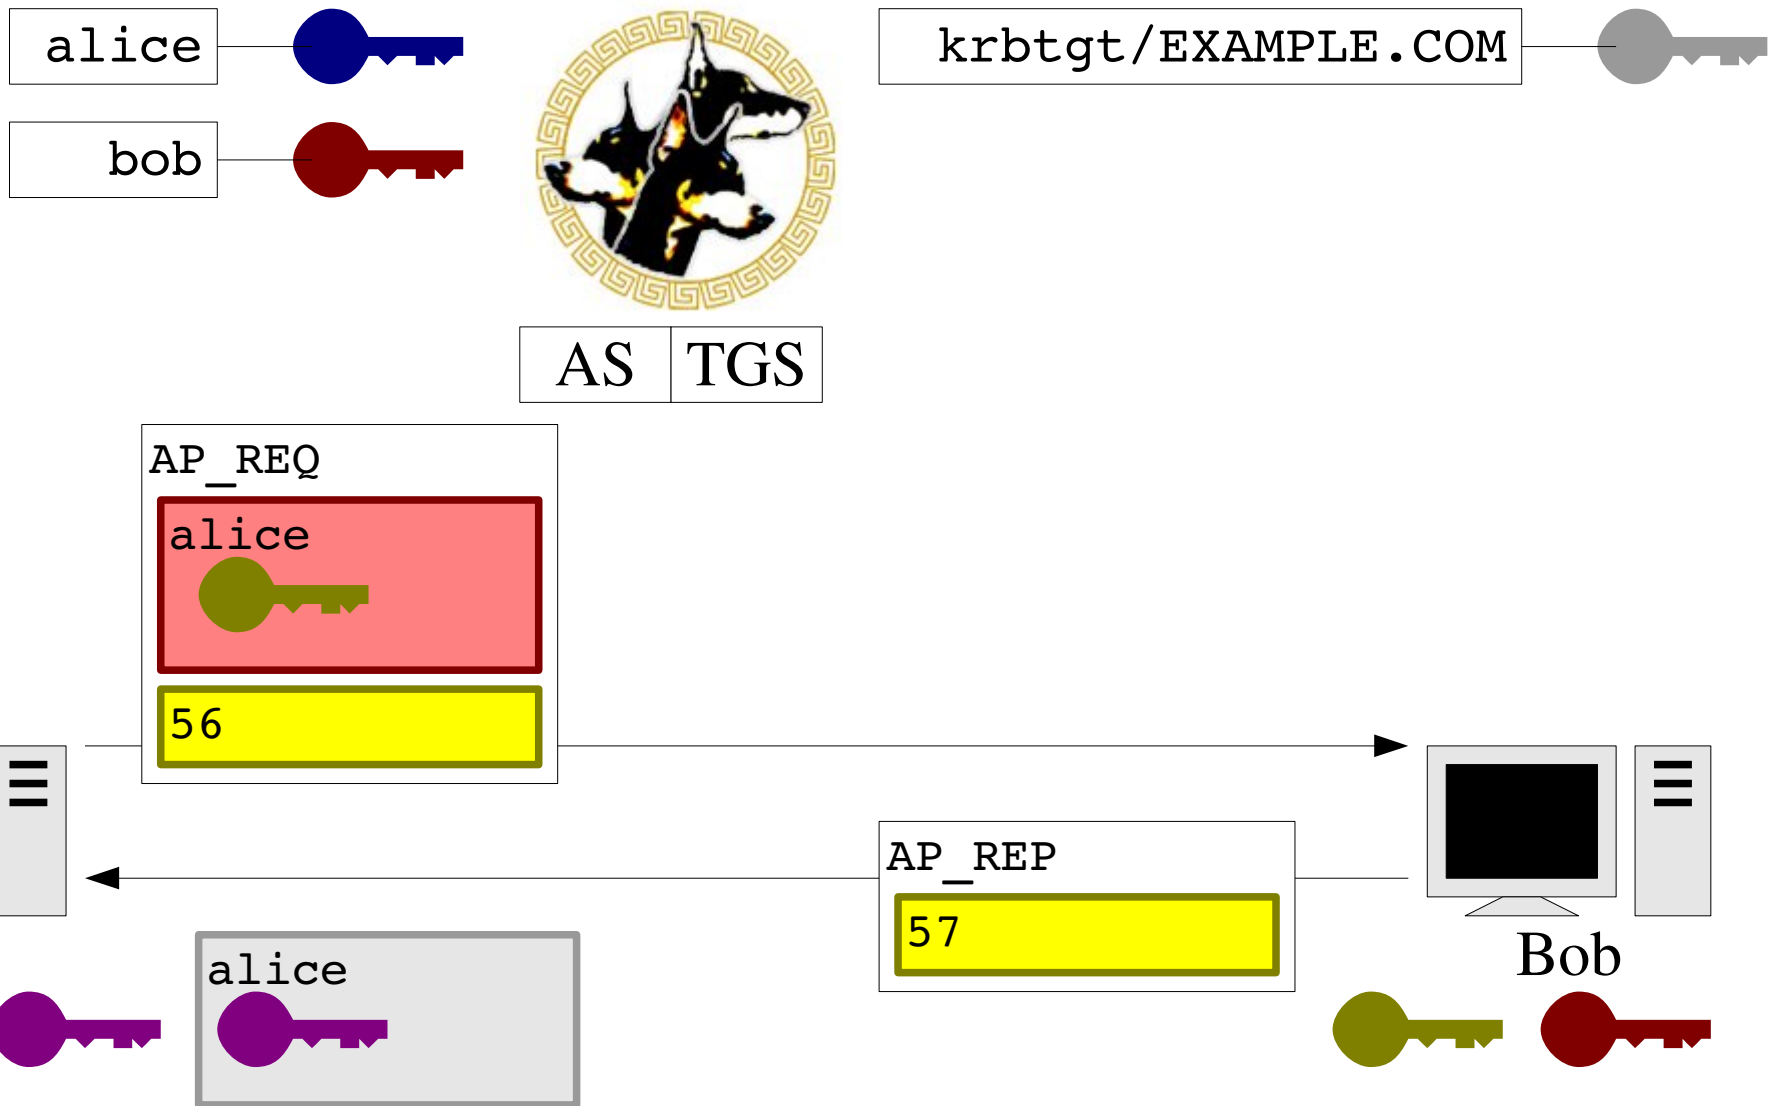 alice
krbtgt/EXAMPLE.COM
bob
AS TGS
AP_REQ
alice
56
AP_REP
57
Bob
alice